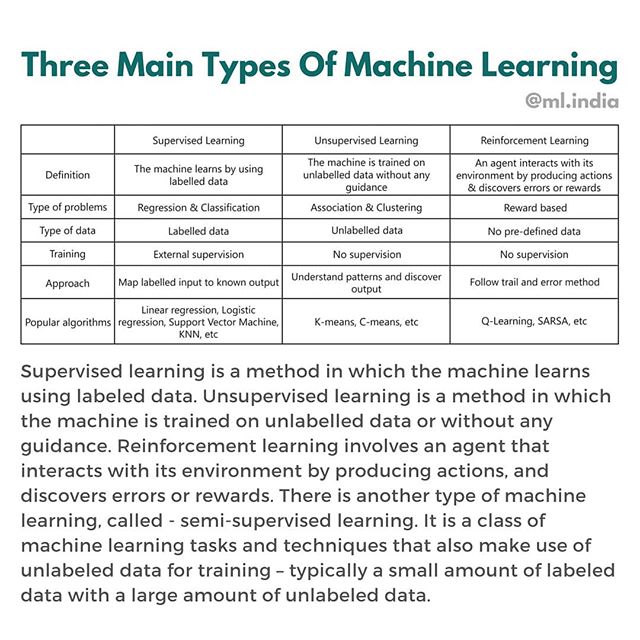 Three Main Types Of Machine Learning
@ml.india
Supervised Learning Unsupervised Learning Reinforcement Learning
Definition
The machine learns by using
labelled data
The machine is trained on
unlabelled data without any
guidance
An agent interacts with its
environment by producing actions
& discovers errors or rewards
Type of problems Regression & Classification Association & Clustering Reward based
Type of data Labelled data Unlabelled data No pre-defined data
Training External supervision No supervision No supervision
Approach Map labelled input to known output
Understand patterns and discover
output
Follow trail and error method
Popular algorithms
Linear regression, Logistic
regression, Support Vector Machine,
KNN, etc
K-means, C-means, etc
Q-Learning, SARSA, etc
Supervised learning is a method in which the machine learns
using labeled data. Unsupervised learning is a method in which
the machine is trained on unlabelled data or without any
guidance. Reinforcement learning involves an agent that
interacts with its environment by producing actions, and
discovers errors or rewards. There is another type of machine
learning, called - semi-supervised learning. It is a class of
machine learning tasks and techniques that also make use of
unlabeled data for training – typically a small amount of labeled
data with a large amount of unlabeled data.